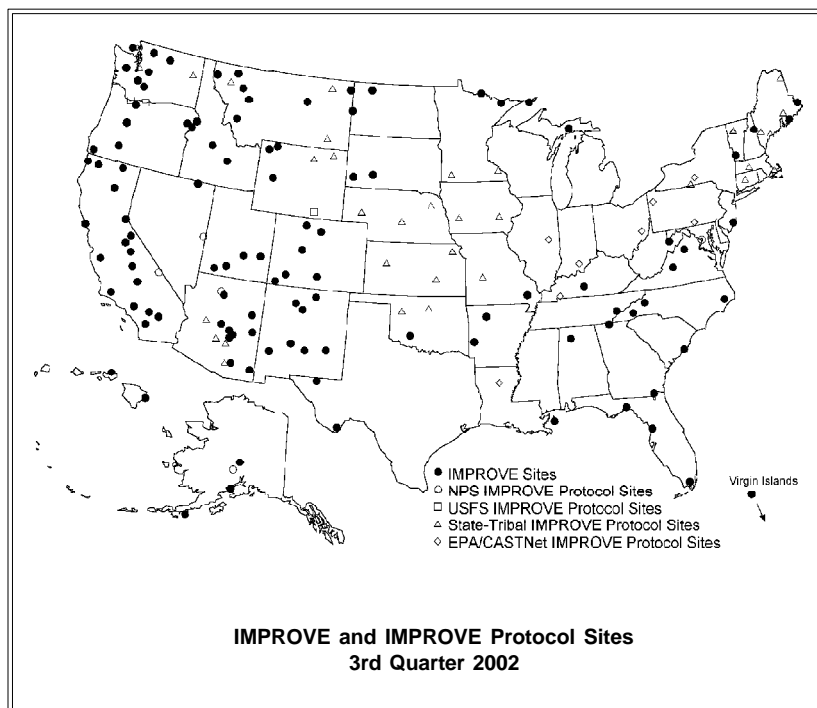 IMPROVE Sites
NPS IMPROVE Protocol Sites
USFS IMPROVE Protocol Sites
State-Tribal IMPROVE Protocol Sites
EPA/CASTNet IMPROVE Protocol Sites
Virgin Islands
IMPROVE and IMPROVE Protocol Sites
3rd Quarter 2002